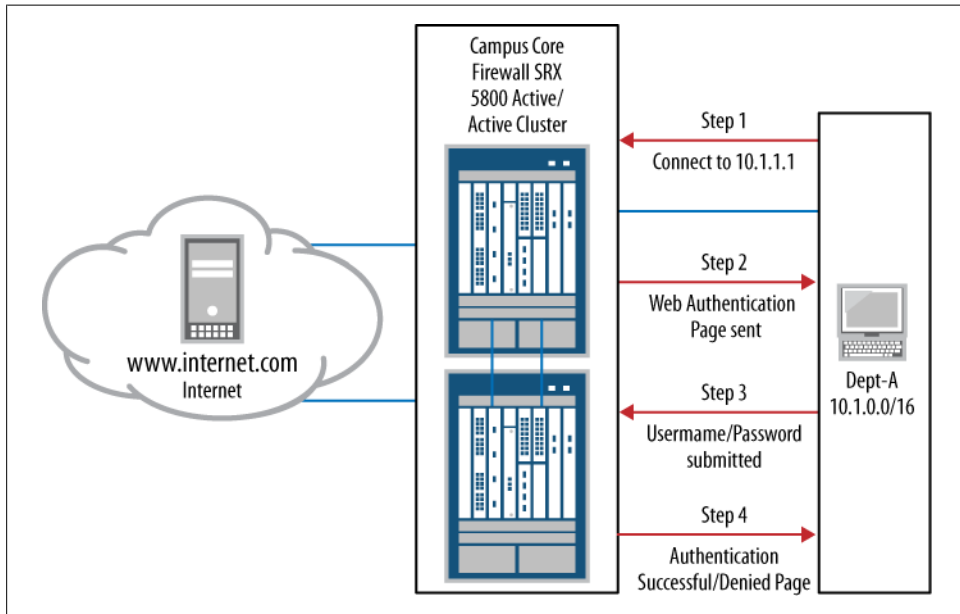 Campus Core
Firewall SRX
5800 Active/
Active Cluster
Step 1
Connect to 10.1.1.1
Step 2
Web Authentication
Page sent
www.internet.com
Internet
Dept-A
10.1.0.0/16
Step 3
Username/Password
submitted
Step 4
Authentication
Successful/Denied Page